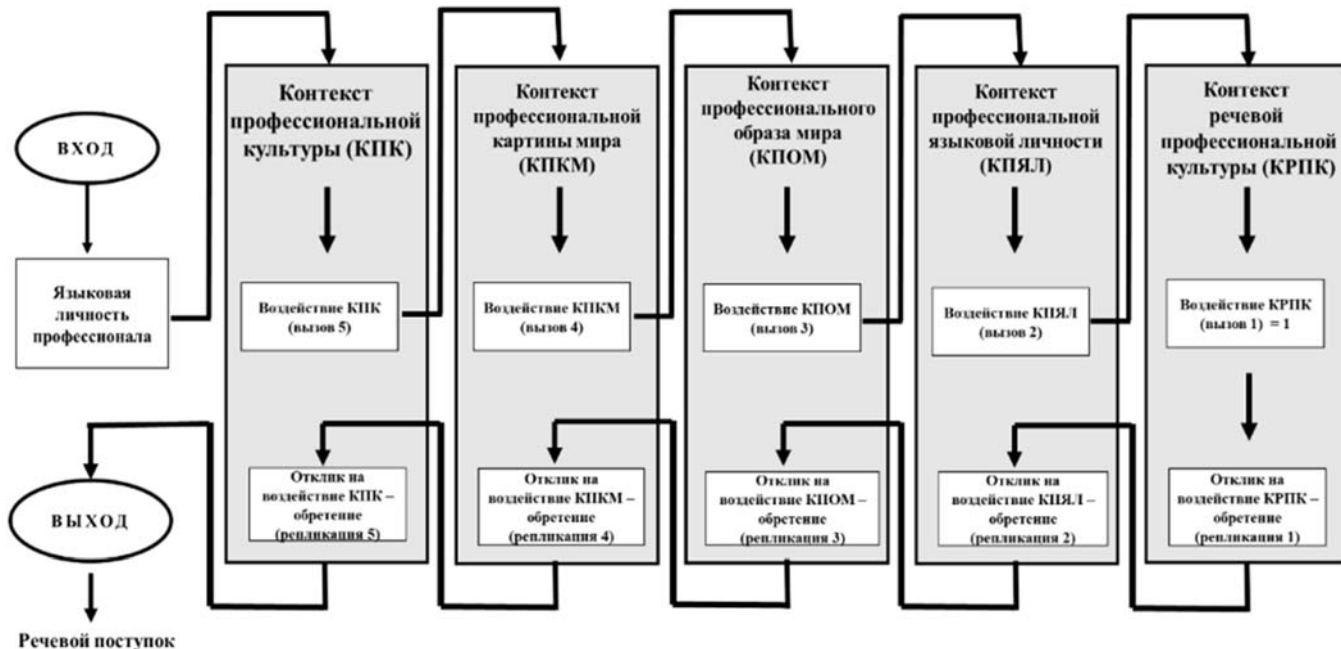 ВХОД
Языковая
личность
профессионала
Контекст
профессиональной
культуры (КПК)
Воздействие КПК
(вызов 5)
Контекст
профессиональной
картины мира
(КПКМ)
Воздействие КПКМ
(вызов 4)
Контекст
профессионального
образа мира
(КПОМ)
Воздействие КПОМ
(вызов 3)
Контекст
профессиональной
языковой личности
(КПЯЛ)
Воздействие КПЯЛ
(вызов 2)
Контекст
речевой
профессиональной
культуры (КРПК)
Воздействие КРПК
(вызов 1) = 1
Отклик на
воздействие КРПК –
обретение
(репликация 1)
Отклик на
воздействие КПЯЛ –
обретение
(репликация 2)
Отклик на
воздействие КПОМ –
обретение
(репликация 3)
Отклик на
воздействие КПКМ –
обретение
(репликация 4)
Отклик на
воздействие КПК –
обретение
(репликация 5)
ВЫХОД
Речевой поступок